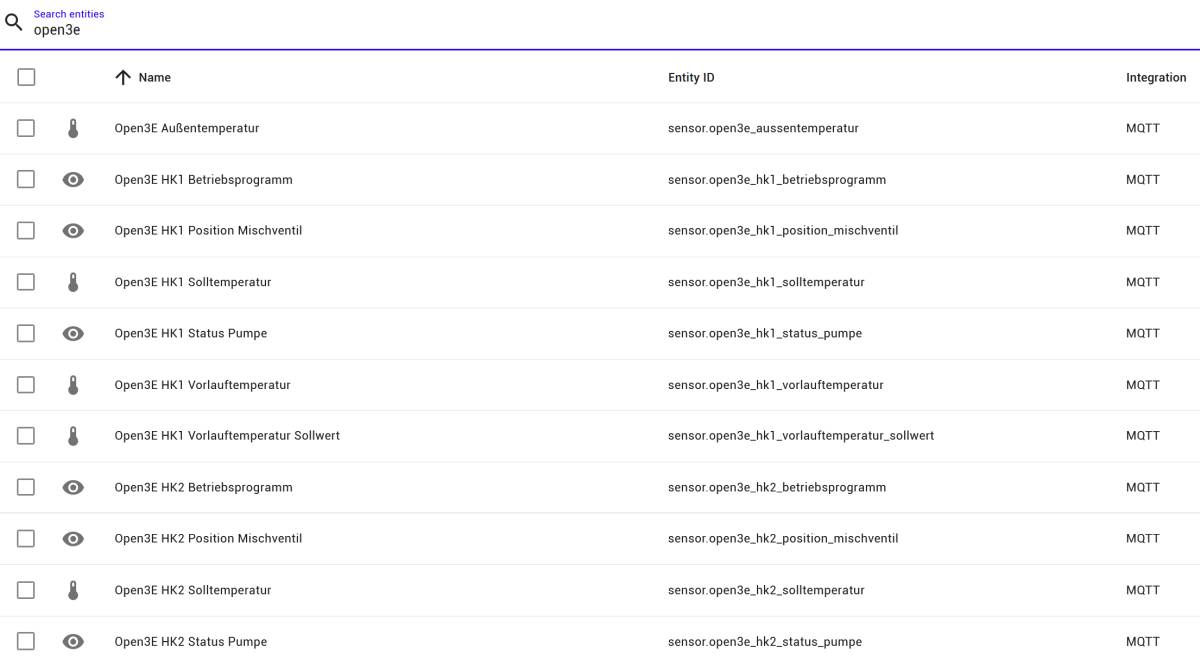 Search entities
open3e
Name Entity ID Integration
Open3E Außentemperatur sensor.open3e_aussentemperatur MQTT
Open3E HK1 Betriebsprogramm sensor.open3e_hk1_betriebsprogramm MQTT
Open3E HK1 Position Mischventil sensor.open3e_hk1_position_mischventil MQTT
Open3E HK1 Solltemperatur sensor.open3e_hk1_solltemperatur MQTT
Open3E HK1 Status Pumpe sensor.open3e_hk1_status_pumpe MQTT
Open3E HK1 Vorlauftemperatur sensor.open3e_hk1_vorlauftemperatur MQTT
Open3E HK1 Vorlauftemperatur Sollwert sensor.open3e_hk1_vorlauftemperatur_sollwert MQTT
Open3E HK2 Betriebsprogramm sensor.open3e_hk2_betriebsprogramm MQTT
Open3E HK2 Position Mischventil sensor.open3e_hk2_position_mischventil MQTT
Open3E HK2 Solltemperatur sensor.open3e_hk2_solltemperatur MQTT
Open3E HK2 Status Pumpe sensor.open3e_hk2_status_pumpe MQTT